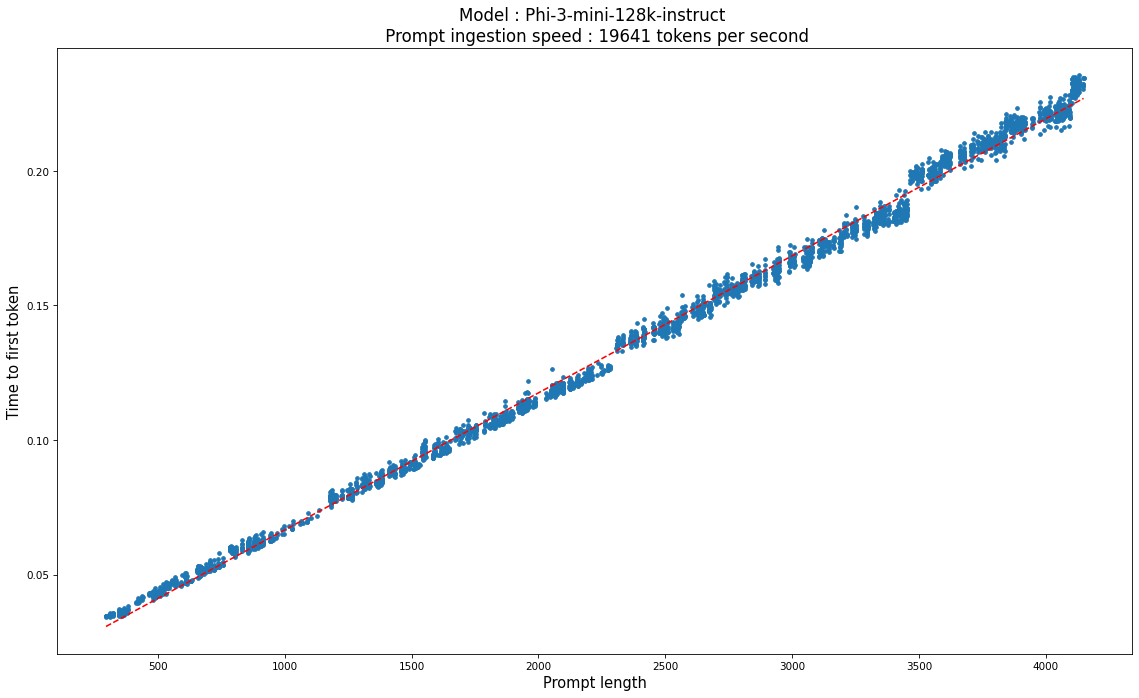 Model : Phi-3-mini-128k-instruct
Prompt ingestion speed : 19641 tokens per second
Time to first token
0.20
0.15
0.10
0.05
500 1000 1500 2000 2500 3000 3500 4000
Prompt length